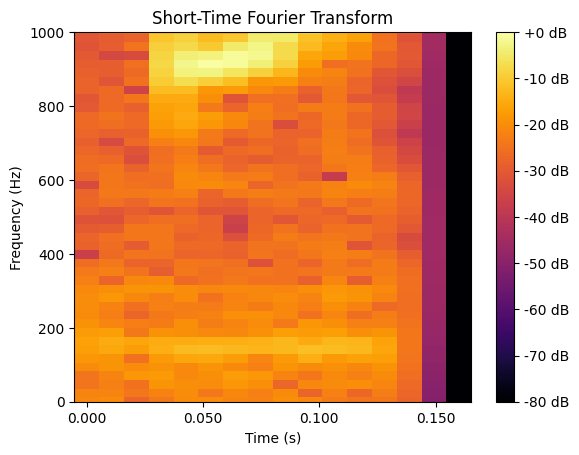 Short-Time Fourier Transform
1000
800
600
400
200
0
Frequency (Hz)
0.000
0.050
0.100
0.150
Time (s)
+0 dB
-10 dB
-20 dB
-30 dB
-40 dB
-50 dB
-60 dB
-70 dB
-80 dB